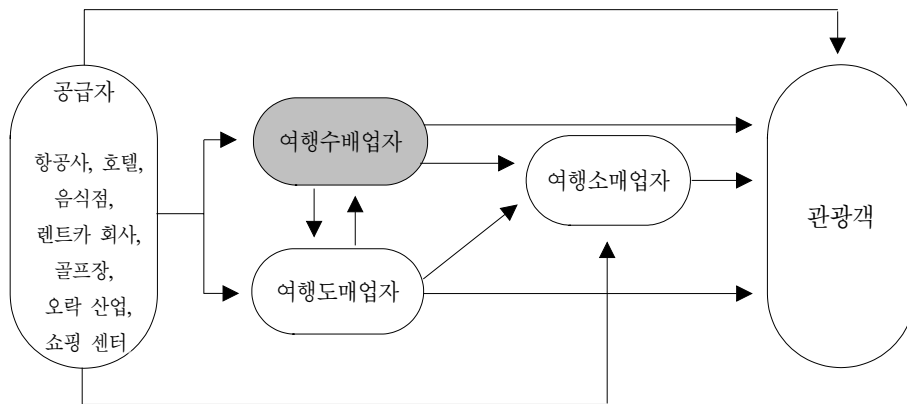 공급자
항공사, 호텔,
음식점,
렌트카 회사,
골프장,
오락 산업,
쇼핑 센터
여행수배업자
여행도매업자
여행소매업자
관광객